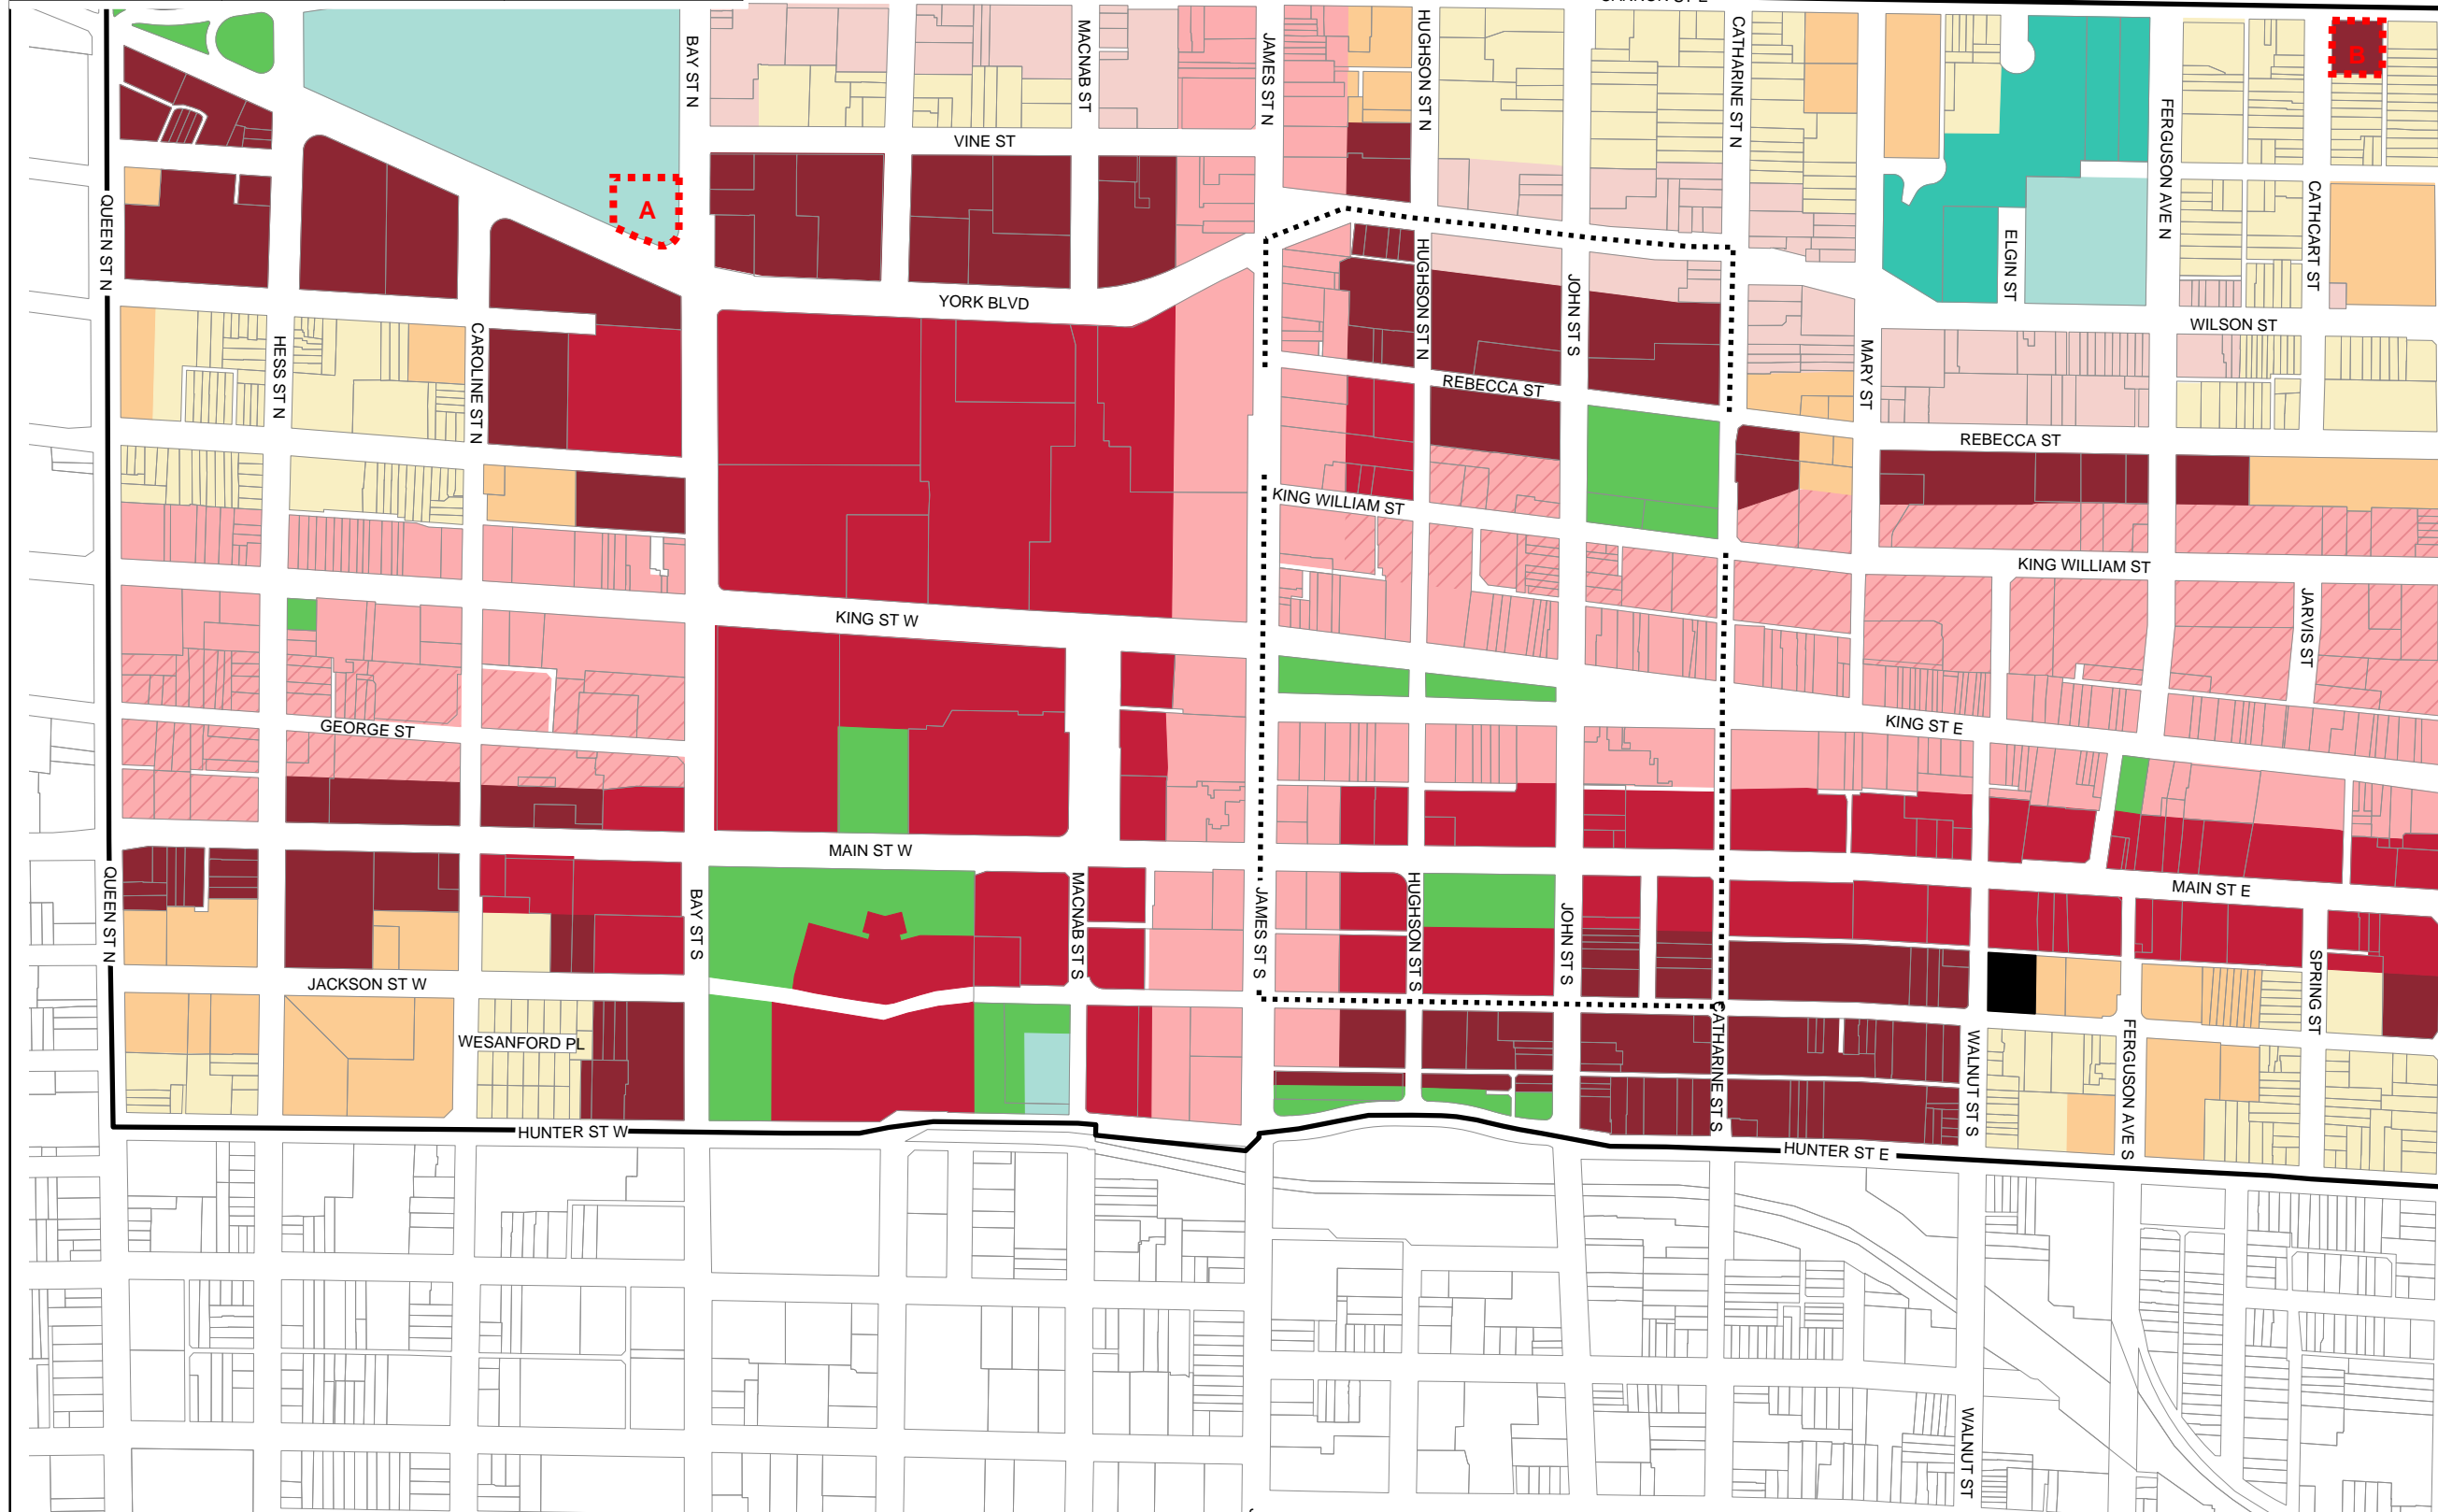 BAY ST N
MACNAB ST
JAMES ST N
HUGHSON ST N
CATHARINE ST N
FERGUSON AVE N
B
VINE ST
QUEEN ST N
A
CATHCART ST
ELGIN ST
YORK BLVD
HUGHSON ST N
JOHN ST S
WILSON ST
HESS ST N
CAROLINE ST N
MARY ST
REBECCA ST
REBECCA ST
KING WILLIAM ST
KING WILLIAM ST
JARVIS ST
KING ST W
GEORGE ST
KING ST E
MAIN ST W
MAIN ST E
QUEEN ST N
BAY ST S
MACNAB ST S
JAMES ST S
HUGHSON ST S
JOHN ST S
SPRING ST
JACKSON ST W
WESANFORD PL
CATHARINE ST S
WALNUT ST S
FERGUSON AVE S
HUNTER ST W
HUNTER ST E
WALNUT ST